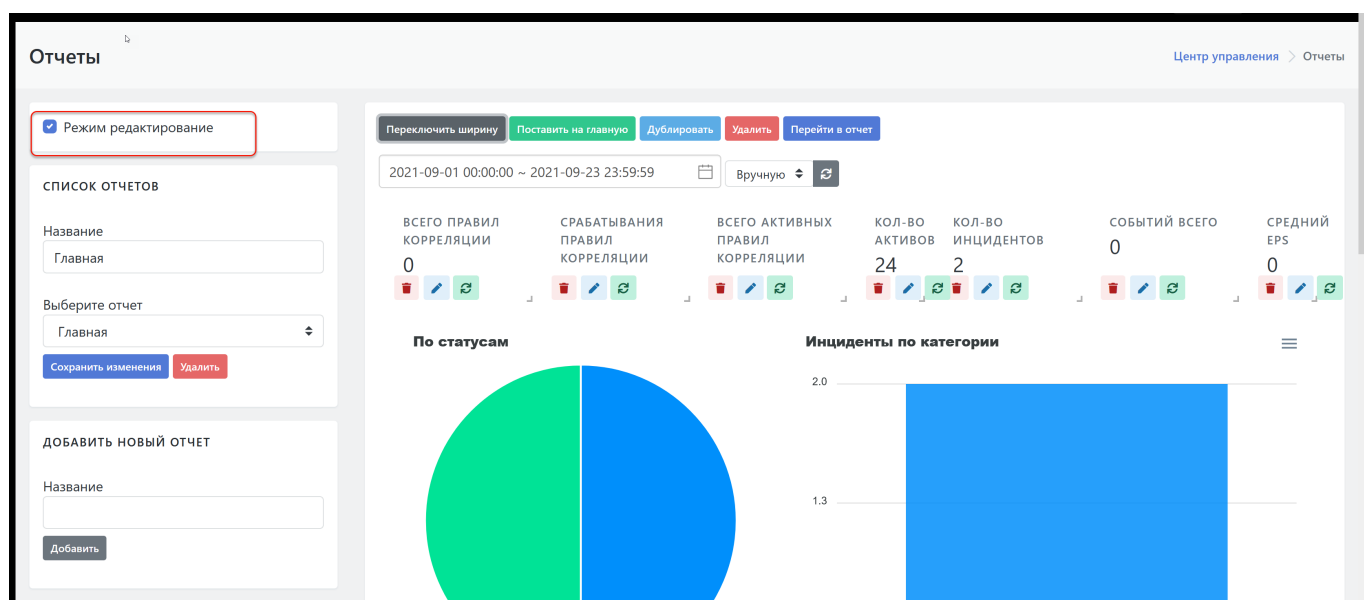 Отчеты
Центр управления > Отчеты
Режим редактирование
СПИСОК ОТЧЕТОВ
Название
Главная
Выберите отчет
Главная
Сохранить изменения Удалить
ДОБАВИТЬ НОВЫЙ ОТЧЕТ
Название
Добавить
Переключить ширину Поставить на главную Дублировать Удалить Перейти в отчет
2021-09-01 00:00:00 ~ 2021-09-23 23:59:59 Вручную
ВСЕГО ПРАВИЛ
КОРРЕЛЯЦИИ
0
СРАБАТЫВАНИЯ
ПРАВИЛ
КОРРЕЛЯЦИИ
ВСЕГО АКТИВНЫХ
ПРАВИЛ
КОРРЕЛЯЦИИ
КОЛ-ВО
АКТИВОВ
24
КОЛ-ВО
ИНЦИДЕНТОВ
2
СОБЫТИЙ ВСЕГО
0
СРЕДНИЙ
EPS
0
По статусам
Инциденты по категории
2.0
1.3